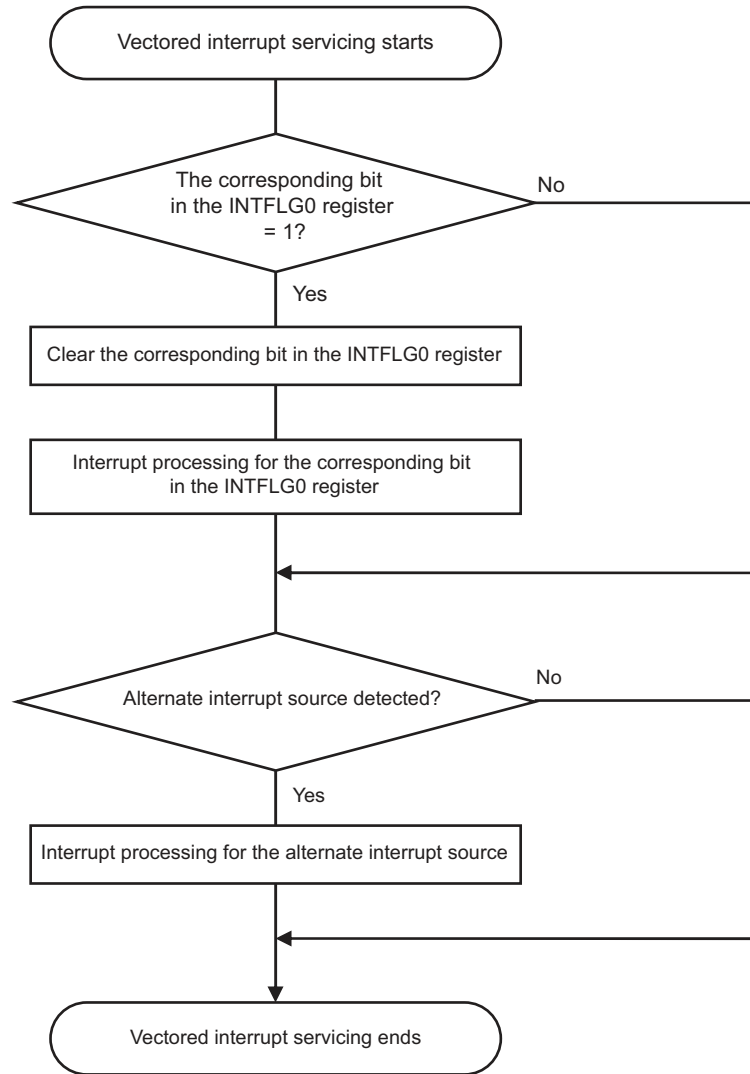 Vectored interrupt servicing starts
The corresponding bit
in the INTFLG0 register
= 1?
No
Yes
Clear the corresponding bit in the INTFLG0 register
Interrupt processing for the corresponding bit
in the INTFLG0 register
Alternate interrupt source detected?
No
Yes
Interrupt processing for the alternate interrupt source
Vectored interrupt servicing ends